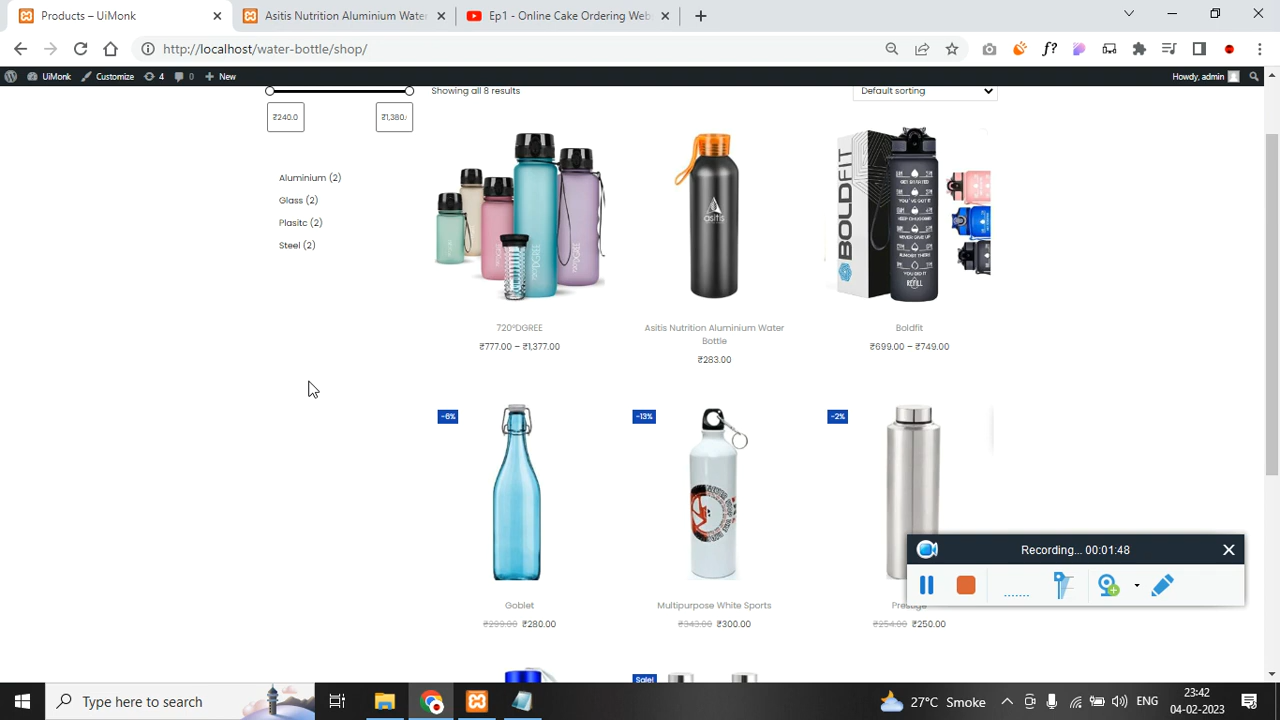 Products – UiMonk
Asitis Nutrition Aluminium Water
Ep1 - Online Cake Ordering Web
http://localhost/water-bottle/shop/
f?
UiMonk
Customize
4
0
New
Howdy, admin
Showing all 8 results
Default sorting
₹240.0
₹1,380.
Aluminium (2)
Glass (2)
Plasitc (2)
Steel (2)
asitis
BOLDFIT
REFILL
720°DGREE
₹777.00 – ₹1,377.00
Asitis Nutrition Aluminium Water
Bottle
₹283.00
Boldfit
₹699.00 – ₹749.00
-6%
-13%
-2%
Recording... 00:01:48
Goblet
₹299.00 ₹280.00
Multipurpose White Sports
₹343.00 ₹300.00
Prestige
₹254.00 ₹250.00
Sale!
Type here to search
27°C Smoke
ENG
23:42
04-02-2023